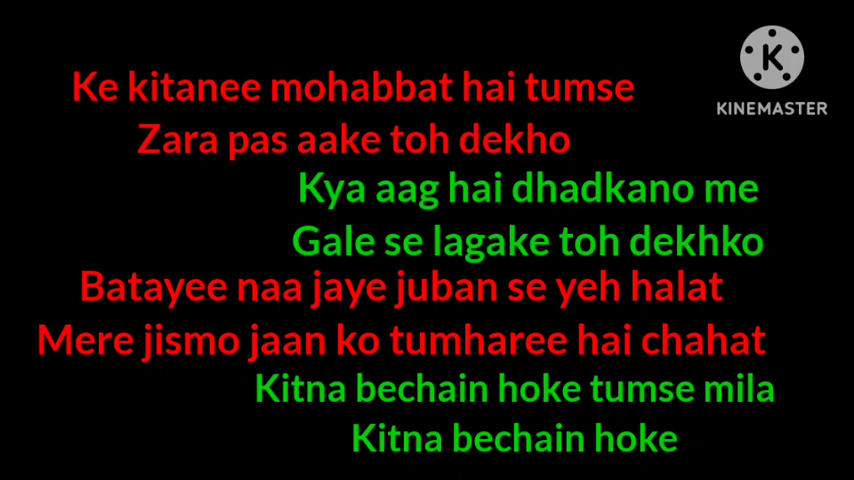 Ke kitanee mohabbat hai tumse
Zara pas aake toh dekho
Kya aag hai dhadkano me
Gale se lagake toh dekhko
Batayee naa jaye juban se yeh halat
Mere jismo jaan ko tumharee hai chahat
Kitna bechain hoke tumse mila
Kitna bechain hoke
K
KINEMASTER